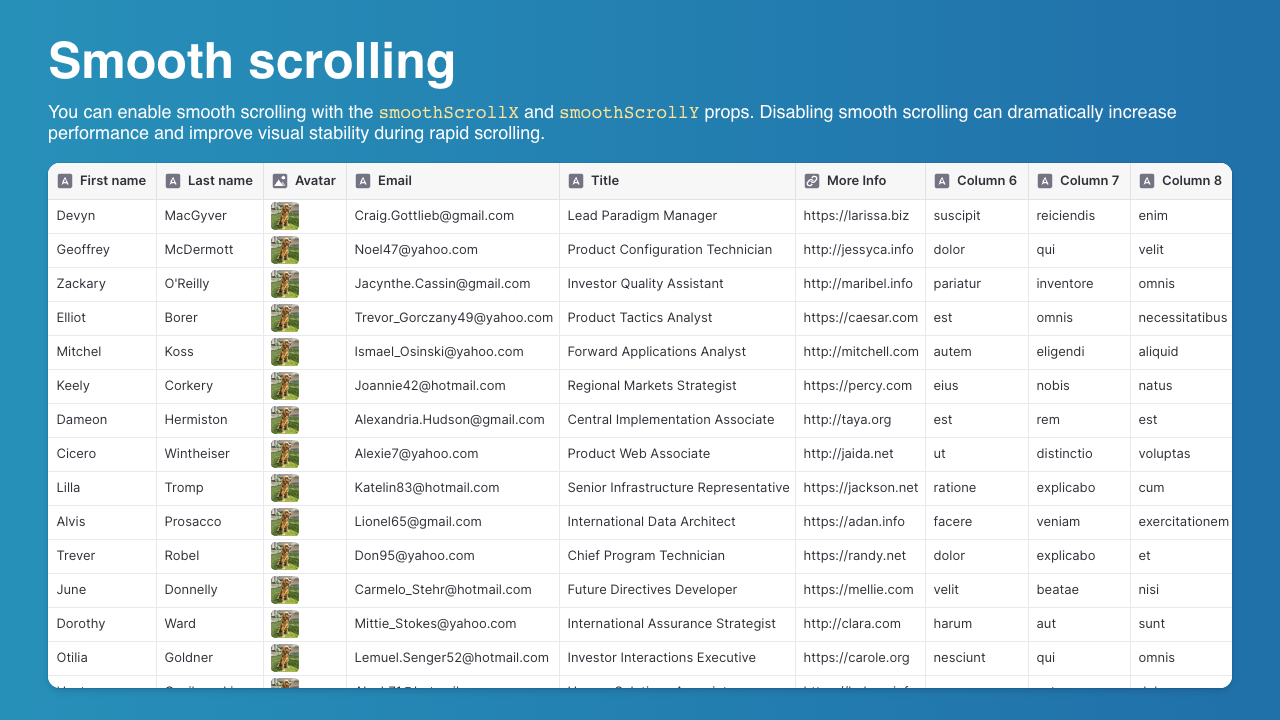 Smooth scrolling
You can enable smooth scrolling with the smoothScrollX and smoothScrollY props. Disabling smooth scrolling can dramatically increase
performance and improve visual stability during rapid scrolling.
First name Last name Avatar Email Title More Info Column 6 Column 7 Column 8
Devyn MacGyver Craig.Gottlieb@gmail.com Lead Paradigm Manager https://larissa.biz suscipit reiciendis enim
Geoffrey McDermott Noel47@yahoo.com Product Configuration Technician http://jessyca.info dolor qui velit
Zackary O'Reilly Jacynthe.Cassin@gmail.com Investor Quality Assistant http://maribel.info pariatur inventore omnis
Elliot Borer Trevor_Gorczany49@yahoo.com Product Tactics Analyst https://caesar.com est omnis necessitatibus
Mitchel Koss Ismael_Osinski@yahoo.com Forward Applications Analyst http://mitchell.com autem eligendi aliquid
Keely Corkery Joannie42@hotmail.com Regional Markets Strategist https://percy.com eius nobis natus
Dameon Hermiston Alexandria.Hudson@gmail.com Central Implementation Associate http://taya.org est rem est
Cicero Wintheiser Alexie7@yahoo.com Product Web Associate http://jaida.net ut distinctio voluptas
Lilla Tromp Katelin83@hotmail.com Senior Infrastructure Representative https://jackson.net ratione explicabo cum
Alvis Prosacco Lionel65@gmail.com International Data Architect https://adan.info facere veniam exercitationem
Trever Robel Don95@yahoo.com Chief Program Technician https://randy.net dolor explicabo et
June Donnelly Carmelo_Stehr@hotmail.com Future Directives Developer https://mellie.com velit beatae nisi
Dorothy Ward Mittie_Stokes@yahoo.com International Assurance Strategist http://clara.com harum aut sunt
Otilia Goldner Lemuel.Senger52@hotmail.com Investor Interactions Executive https://carole.org nesciunt qui omnis